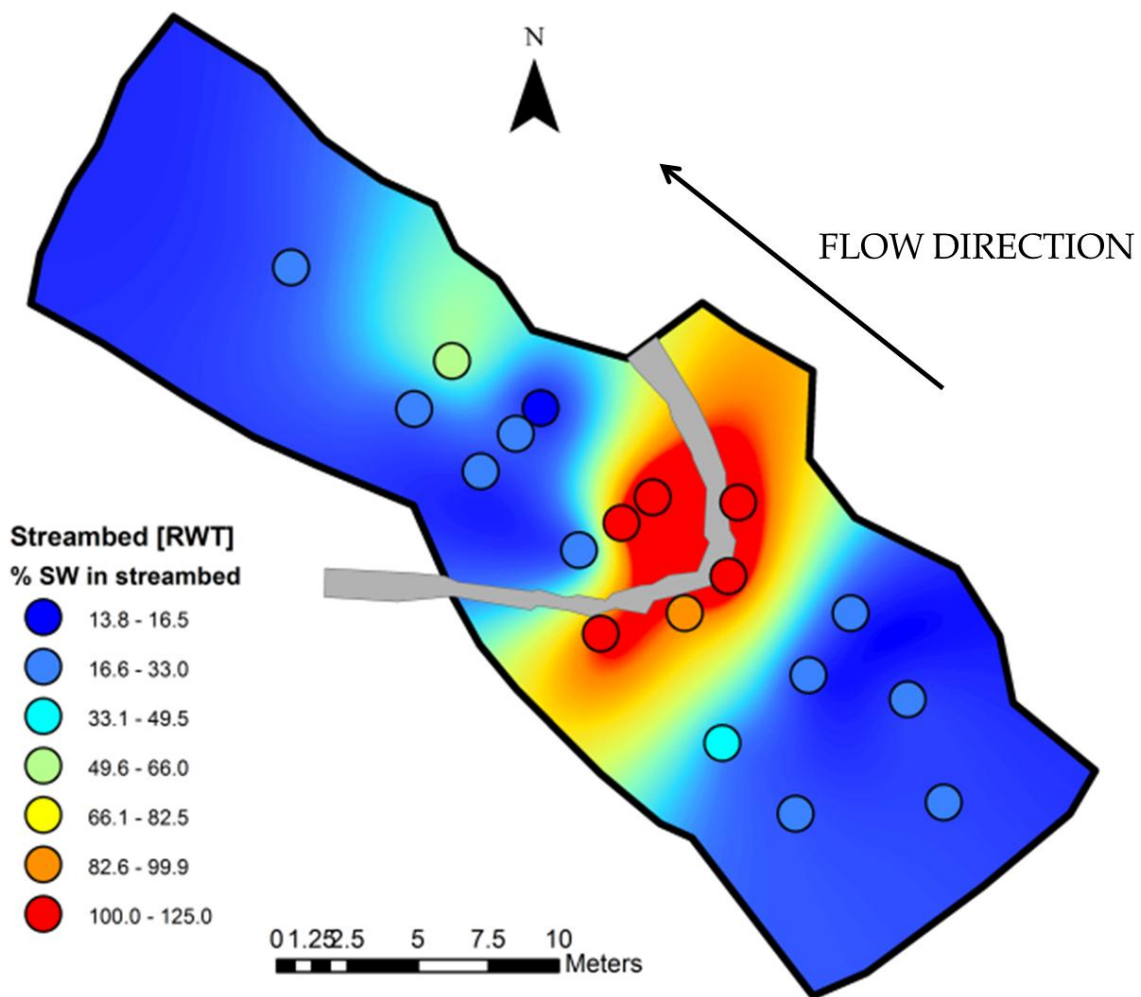 N
FLOW DIRECTION
Streambed [RWT]
% SW in streambed
13.8 - 16.5
16.6 - 33.0
33.1 - 49.5
49.6 - 66.0
66.1 - 82.5
82.6 - 99.9
100.0 - 125.0
0 1.25 2.5 5 7.5 10
Meters